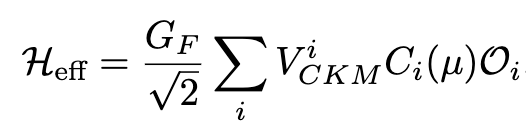 $\mathcal{H}_{\text{eff}} = \frac{G_F}{\sqrt{2}} \sum_i V^i_{CKM} C_i(\mu) \mathcal{O}_i.$